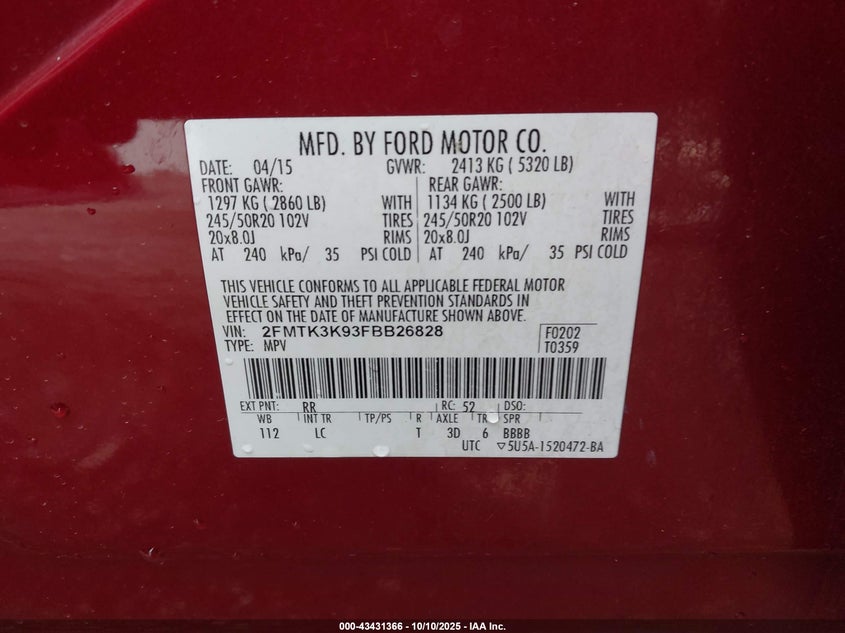 MFD. BY FORD MOTOR CO.
DATE: 04/15 GVWR: 2413 KG ( 5320 LB)
FRONT GAWR: REAR GAWR:
1297 KG ( 2860 LB) WITH 1134 KG ( 2500 LB) WITH
245/50R20 102V TIRES 245/50R20 102V TIRES
20x8.0J RIMS 20x8.0J RIMS
AT 240 kPa/ 35 PSI COLD AT 240 kPa/ 35 PSI COLD
THIS VEHICLE CONFORMS TO ALL APPLICABLE FEDERAL MOTOR
VEHICLE SAFETY AND THEFT PREVENTION STANDARDS IN
EFFECT ON THE DATE OF MANUFACTURE SHOWN ABOVE.
VIN: 2FMTK3K93FBB26828 F0202
TYPE: MPV T0359
EXT PNT: RR RC: 52 DSO:
WB INT TR TP/PS R AXLE TR SPR
112 LC T 3D 6 BBBB
UTC ▽5U5A-1520472-BA
000-43431366 - 10/10/2025 - IAA Inc.